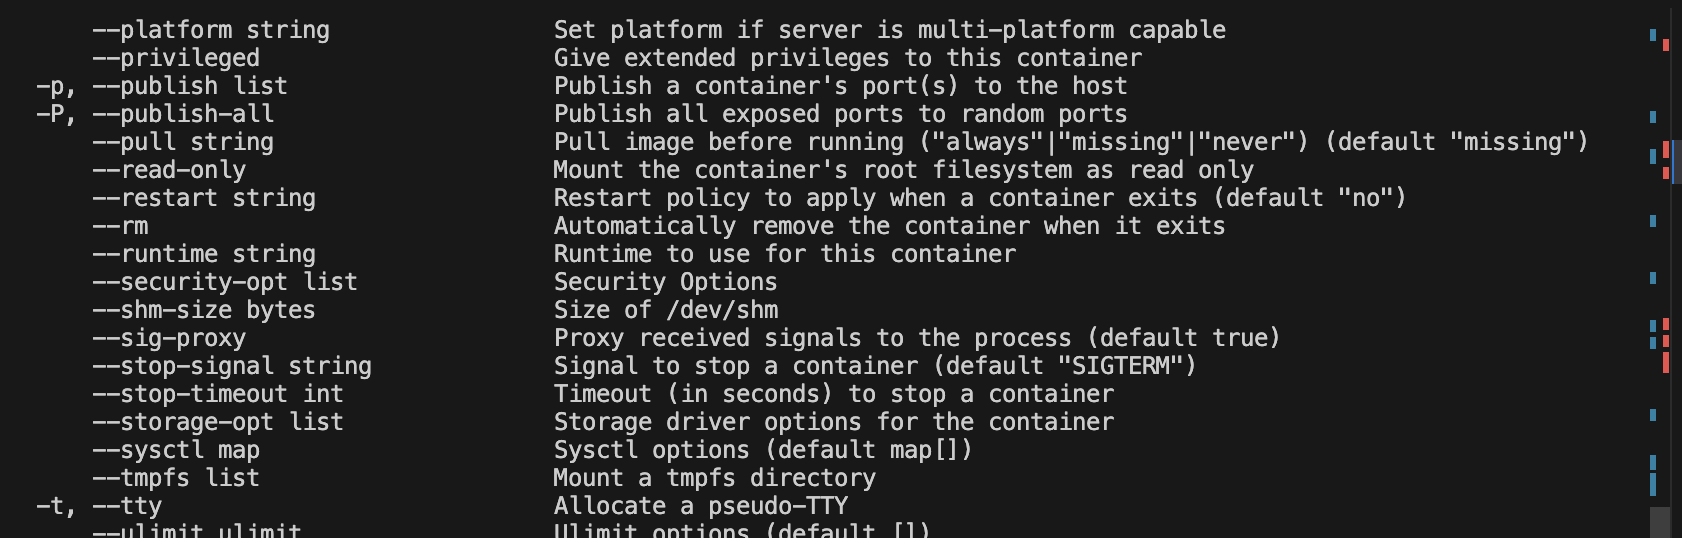 --platform string                Set platform if server is multi-platform capable
--privileged                     Give extended privileges to this container
-p, --publish list                   Publish a container's port(s) to the host
-P, --publish-all                    Publish all exposed ports to random ports
--pull string                    Pull image before running ("always"|"missing"|"never") (default "missing")
--read-only                      Mount the container's root filesystem as read only
--restart string                 Restart policy to apply when a container exits (default "no")
--rm                             Automatically remove the container when it exits
--runtime string                 Runtime to use for this container
--security-opt list              Security Options
--shm-size bytes                 Size of /dev/shm
--sig-proxy                      Proxy received signals to the process (default true)
--stop-signal string             Signal to stop a container (default "SIGTERM")
--stop-timeout int               Timeout (in seconds) to stop a container
--storage-opt list               Storage driver options for the container
--sysctl map                     Sysctl options (default map[])
--tmpfs list                     Mount a tmpfs directory
-t, --tty                            Allocate a pseudo-TTY
--ulimit ulimit                  Ulimit options (default [])